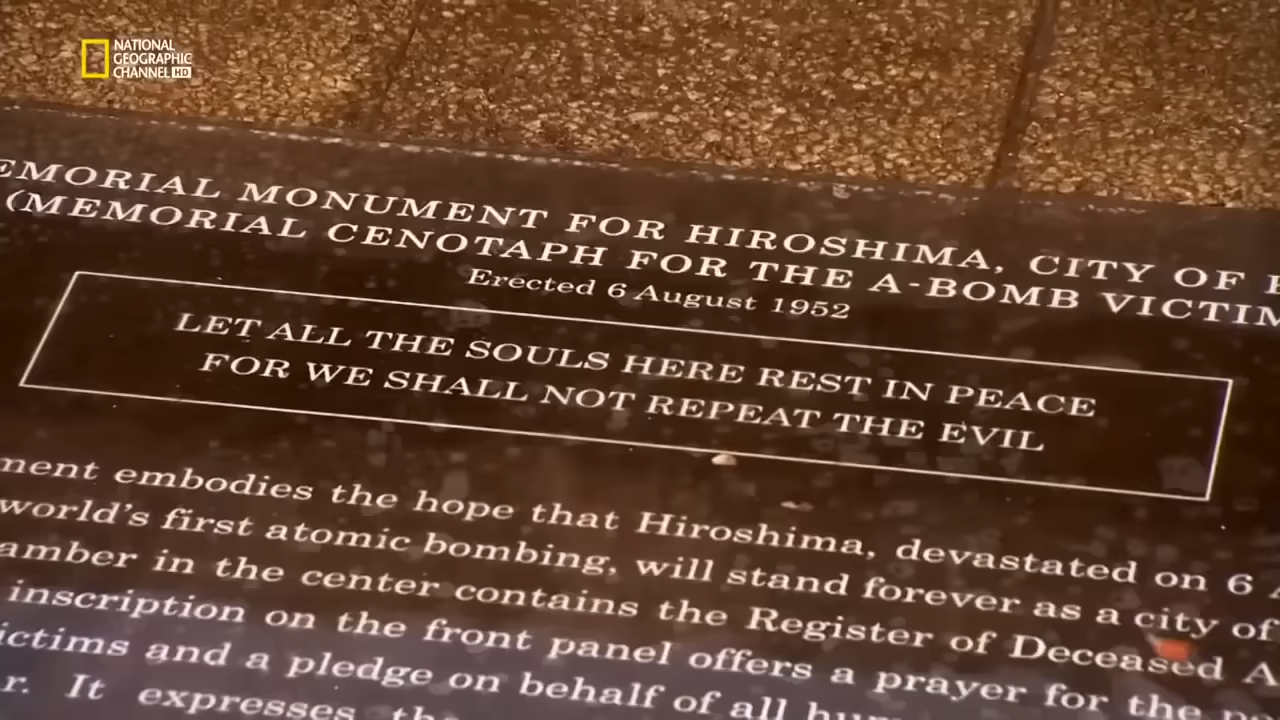 NATIONAL
GEOGRAPHIC
CHANNEL HD
EMORIAL MONUMENT FOR HIROSHIMA, CITY OF
(MEMORIAL CENOTAPH FOR THE A-BOMB VICTIM
Erected 6 August 1952
LET ALL THE SOULS HERE REST IN PEACE
FOR WE SHALL NOT REPEAT THE EVIL
ment embodies the hope that Hiroshima, devastated on 6
world's first atomic bombing, will stand forever as a city of
amber in the center contains the Register of Deceased A
inscription on the front panel offers a prayer for the
ictims and a pledge on behalf of all
r. It expresses